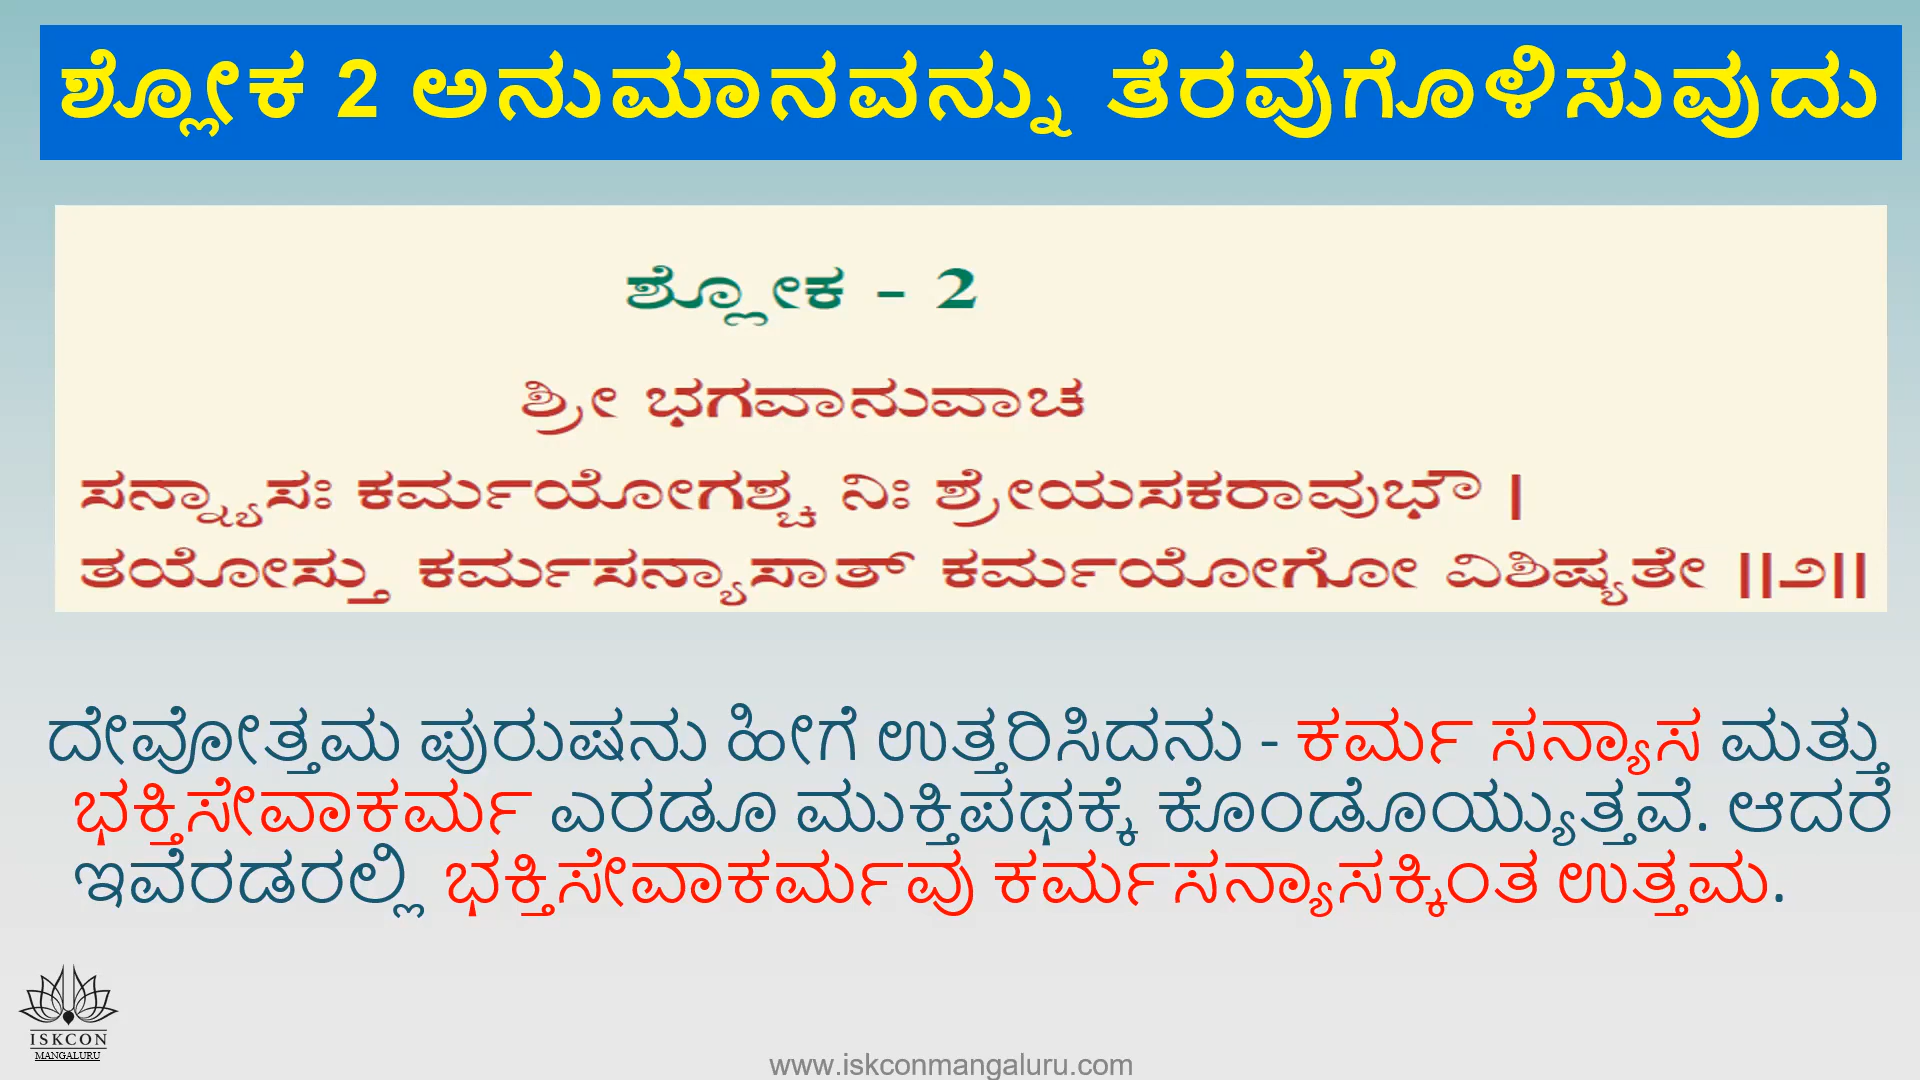 ಶ್ಲೋಕ 2 ಅನುಮಾನವನ್ನು ತೆರವುಗೊಳಿಸುವುದು
ಶ್ಲೋಕ - 2
ಶ್ರೀ ಭಗವಾನುವಾಚ
ಸನ್ನ್ಯಾಸಃ ಕರ್ಮಯೋಗಶ್ಚ ನಿಃ ಶ್ರೇಯಸಕರಾವುಭೌ |
ತಯೋಸ್ತು ಕರ್ಮಸನ್ಯಾಸಾತ್ ಕರ್ಮಯೋಗೋ ವಿಶಿಷ್ಯತೇ ||೨||
ದೇವೋತ್ತಮ ಪುರುಷನು ಹೀಗೆ ಉತ್ತರಿಸಿದನು - ಕರ್ಮ ಸನ್ಯಾಸ ಮತ್ತು
ಭಕ್ತಿಸೇವಾಕರ್ಮ ಎರಡೂ ಮುಕ್ತಿಪಥಕ್ಕೆ ಕೊಂಡೊಯ್ಯುತ್ತವೆ. ಆದರೆ
ಇವೆರಡರಲ್ಲಿ ಭಕ್ತಿಸೇವಾಕರ್ಮವು ಕರ್ಮಸನ್ಯಾಸಕ್ಕಿಂತ ಉತ್ತಮ.
ISKCON
MANGALURU
www.iskconmangaluru.com